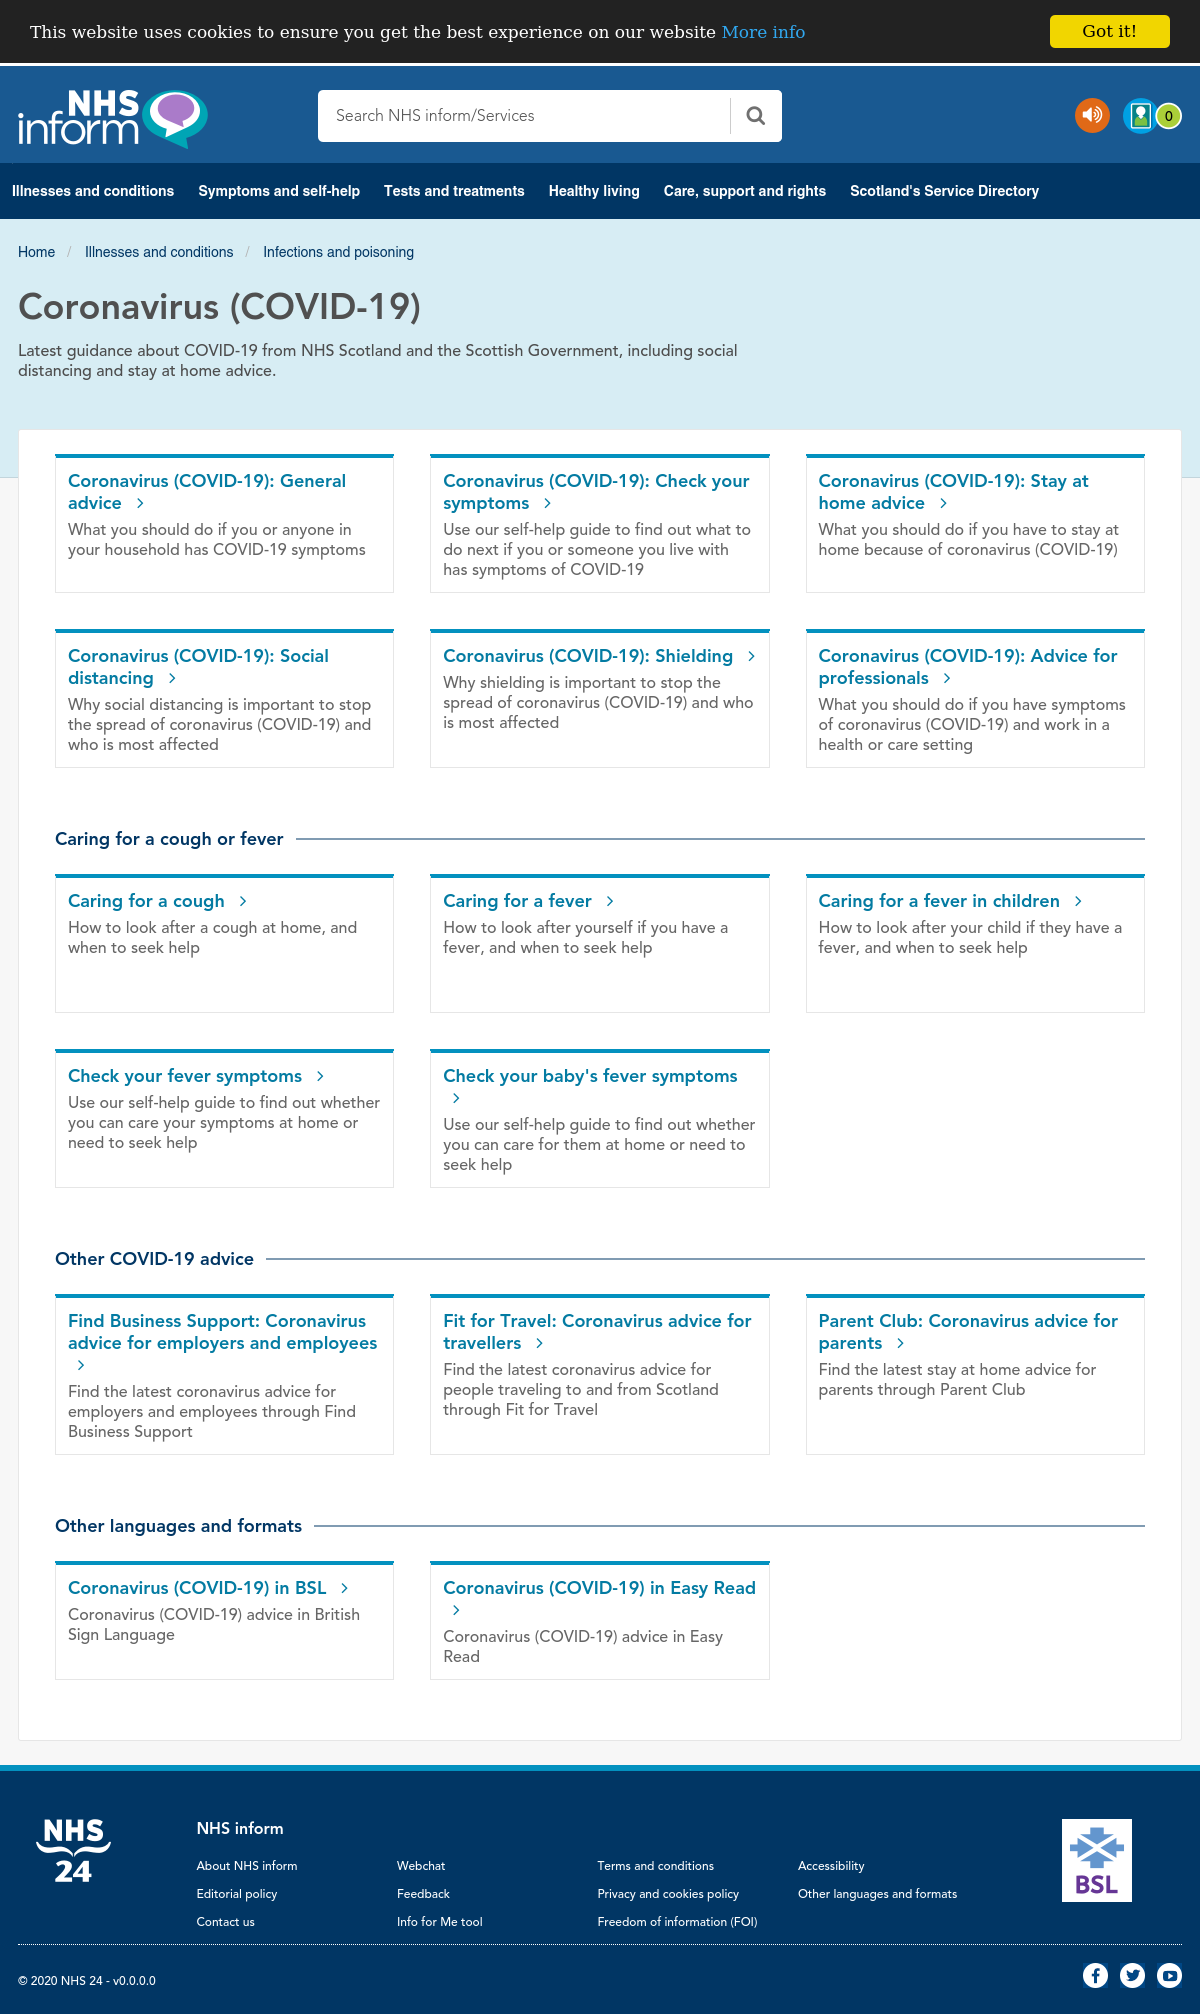 This website uses cookies to ensure you get the best experience on our website More info
Got it!
NHS
inform
Search NHS inform/Services
0
Illnesses and conditions
Symptoms and self-help
Tests and treatments
Healthy living
Care, support and rights
Scotland's Service Directory
Home / Illnesses and conditions / Infections and poisoning
Coronavirus (COVID-19)
Latest guidance about COVID-19 from NHS Scotland and the Scottish Government, including social
distancing and stay at home advice.
Coronavirus (COVID-19): General
advice
What you should do if you or anyone in
your household has COVID-19 symptoms
Coronavirus (COVID-19): Check your
symptoms
Use our self-help guide to find out what to
do next if you or someone you live with
has symptoms of COVID-19
Coronavirus (COVID-19): Stay at
home advice
What you should do if you have to stay at
home because of coronavirus (COVID-19)
Coronavirus (COVID-19): Social
distancing
Why social distancing is important to stop
the spread of coronavirus (COVID-19) and
who is most affected
Coronavirus (COVID-19): Shielding
Why shielding is important to stop the
spread of coronavirus (COVID-19) and who
is most affected
Coronavirus (COVID-19): Advice for
professionals
What you should do if you have symptoms
of coronavirus (COVID-19) and work in a
health or care setting
Caring for a cough or fever
Caring for a cough
How to look after a cough at home, and
when to seek help
Caring for a fever
How to look after yourself if you have a
fever, and when to seek help
Caring for a fever in children
How to look after your child if they have a
fever, and when to seek help
Check your fever symptoms
Use our self-help guide to find out whether
you can care your symptoms at home or
need to seek help
Check your baby's fever symptoms
Use our self-help guide to find out whether
you can care for them at home or need to
seek help
Other COVID-19 advice
Find Business Support: Coronavirus
advice for employers and employees
Find the latest coronavirus advice for
employers and employees through Find
Business Support
Fit for Travel: Coronavirus advice for
travellers
Find the latest coronavirus advice for
people traveling to and from Scotland
through Fit for Travel
Parent Club: Coronavirus advice for
parents
Find the latest stay at home advice for
parents through Parent Club
Other languages and formats
Coronavirus (COVID-19) in BSL
Coronavirus (COVID-19) advice in British
Sign Language
Coronavirus (COVID-19) in Easy Read
Coronavirus (COVID-19) advice in Easy
Read
NHS
24
NHS inform
About NHS inform
Editorial policy
Contact us
Webchat
Feedback
Info for Me tool
Terms and conditions
Privacy and cookies policy
Freedom of information (FOI)
Accessibility
Other languages and formats
BSL
© 2020 NHS 24 - v0.0.0.0